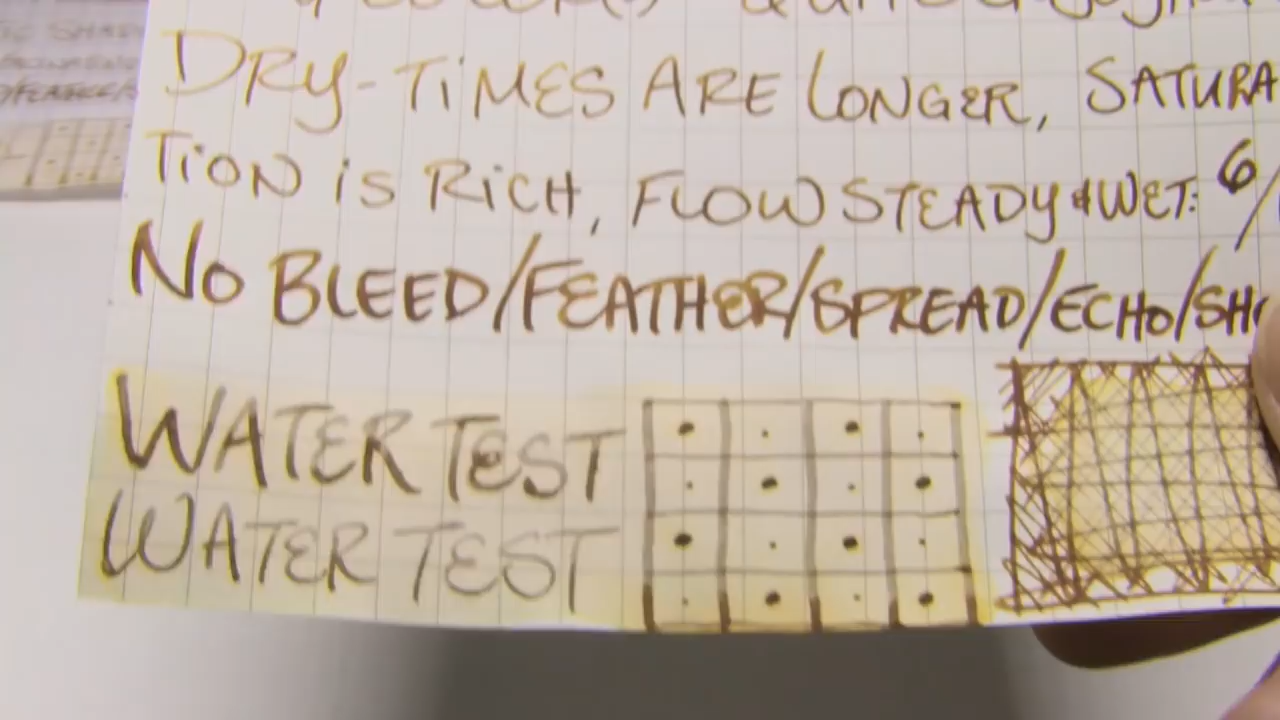 DRY-TIMES ARE LONGER, SATURA
TION IS RICH, FLOW STEADY & WET: 6/
NO BLEED/FEATHER/SPREAD/ECHO/
WATER TEST
WATER TEST